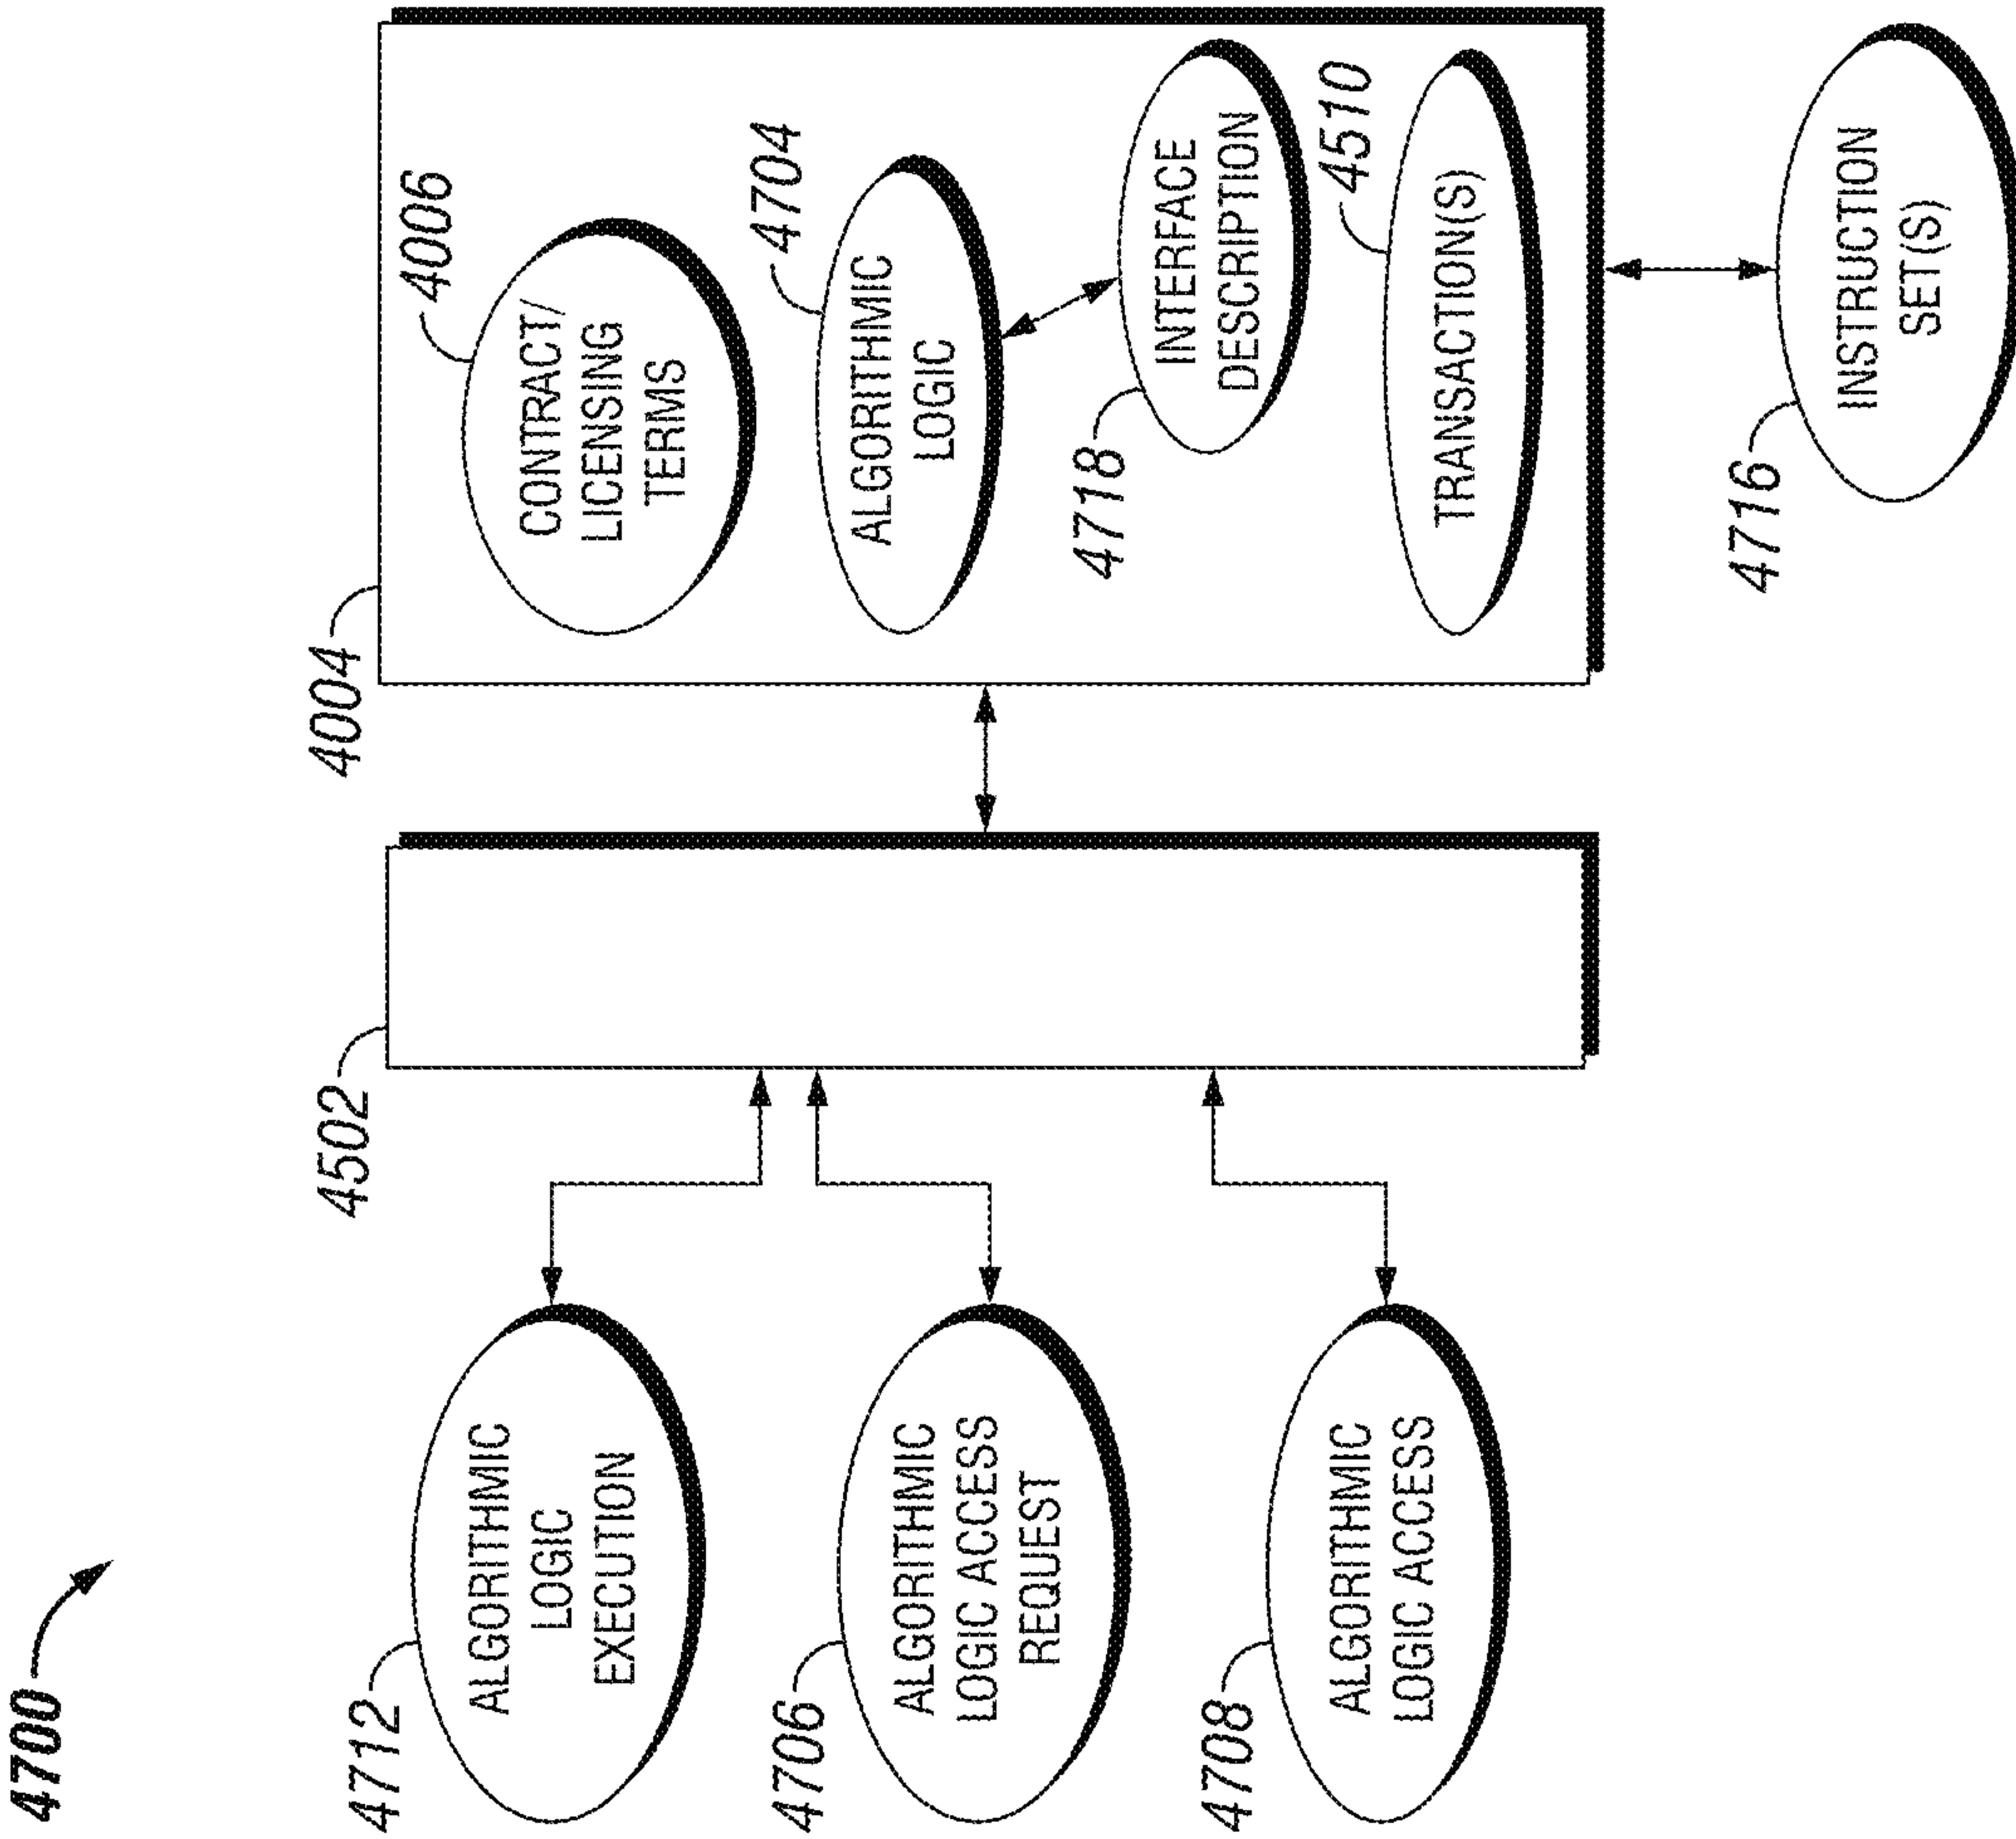 4700
4712
ALGORITHMIC
LOGIC
EXECUTION
4706
ALGORITHMIC
LOGIC ACCESS
REQUEST
4708
ALGORITHMIC
LOGIC ACCESS
4502
4004
4006
CONTRACT/
LICENSING
TERMS
4704
ALGORITHMIC
LOGIC
4718
INTERFACE
DESCRIPTION
4510
TRANSACTION(S)
4716
INSTRUCTION
SET(S)